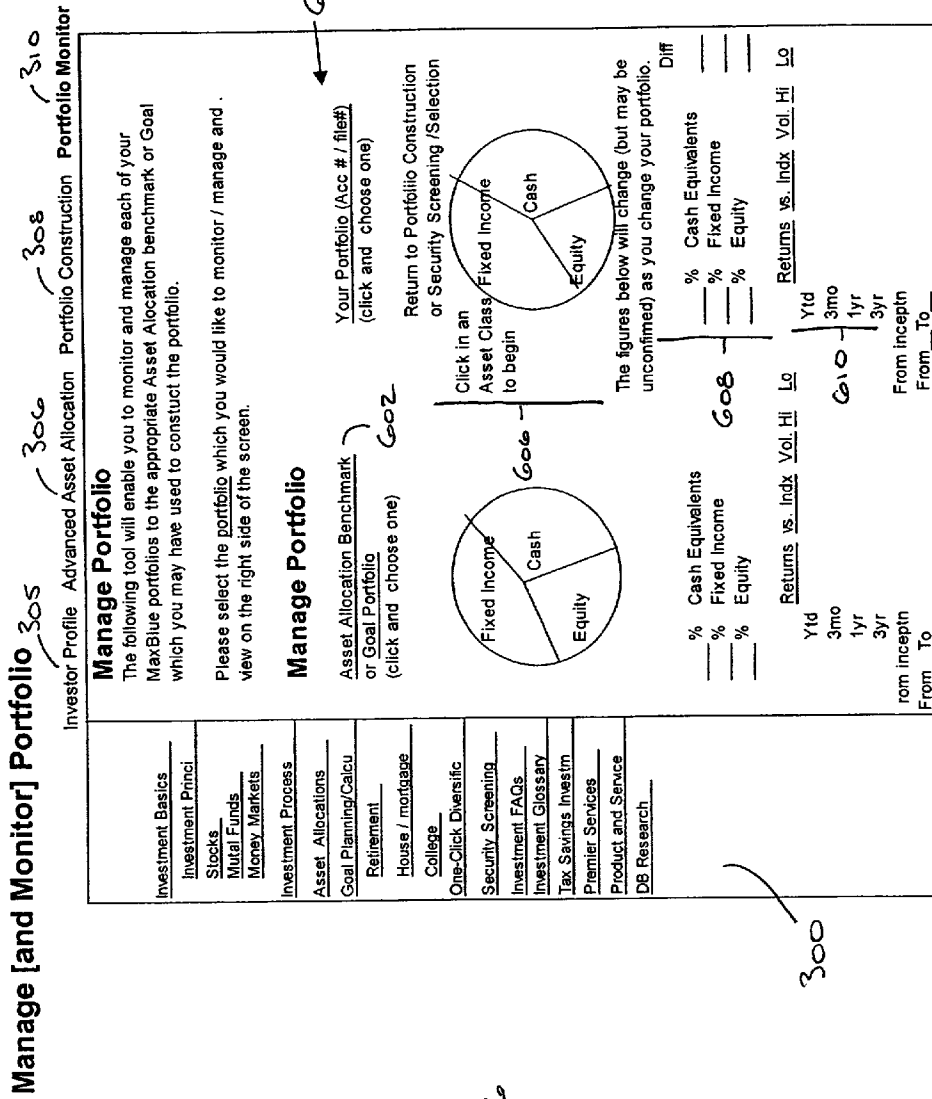 Manage [and Monitor] Portfolio
305 306 308 310
Investor Profile Advanced Asset Allocation Portfolio Construction Portfolio Monitor
Investment Basics
Investment Princi
Stocks
Mutal Funds
Money Markets
Investment Process
Asset Allocations
Goal Planning/Calcu
Retirement
House / mortgage
College
One-Click Diversific
Security Screening
Investment FAQs
Investment Glossary
Tax Savings Investm
Premier Services
Product and Service
DB Research
300
Manage Portfolio
The following tool will enable you to monitor and manage each of your
MaxBlue portfolios to the appropriate Asset Alocation benchmark or Goal
which you may have used to constuct the portfolio.
Please select the portfolio which you would like to monitor / manage and .
view on the right side of the screen.
Manage Portfolio
Asset Allocation Benchmark
or Goal Portfolio
(click and choose one)
602
Your Portfolio (Acc # / file#)
(click and choose one)
Return to Portfolio Construction
or Security Screening /Selection
Fixed Income
Cash
Equity
606
Click in an
Asset Class
to begin
Fixed Income
Cash
Equity
The figures below will change (but may be
unconfimed) as you change your portfolio.
Diff
% Cash Equivalents
% Fixed Income
% Equity
608
% Cash Equivalents
% Fixed Income
% Equity
Returns vs. Indx Vol. Hi Lo
Ytd
3mo
1yr
3yr
rom inceptn
From To
610
Returns vs. Indx Vol. Hi Lo
Ytd
3mo
1yr
3yr
From inceptn
From__To__